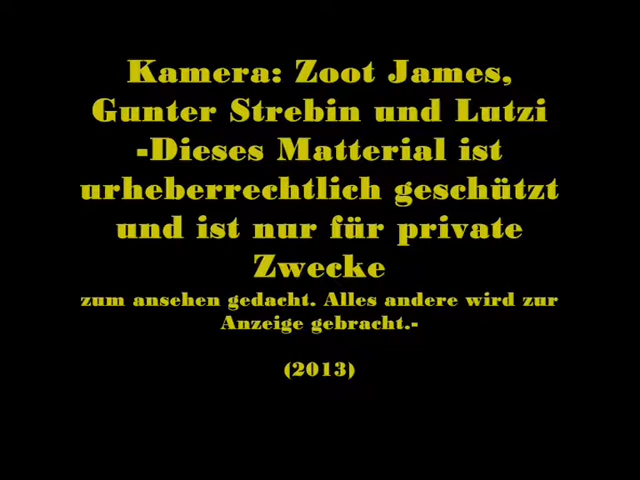 Kamera: Zoot James,
Gunter Strebin und Lutzi
-Dieses Matterial ist
urheberrechtlich geschützt
und ist nur für private
Zwecke
zum ansehen gedacht. Alles andere wird zur
Anzeige gebracht.-
(2013)